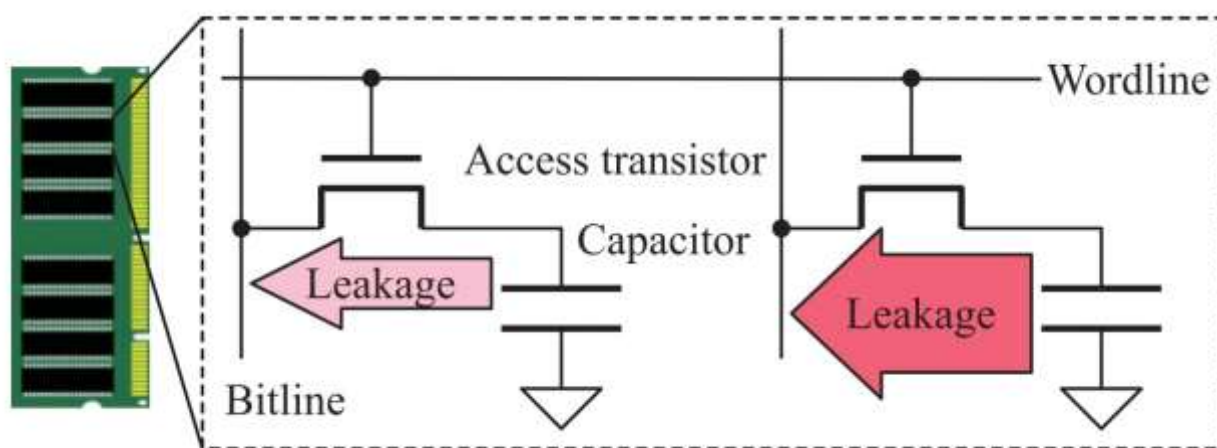 Wordline
Access transistor
Capacitor
Leakage
Leakage
Bitline